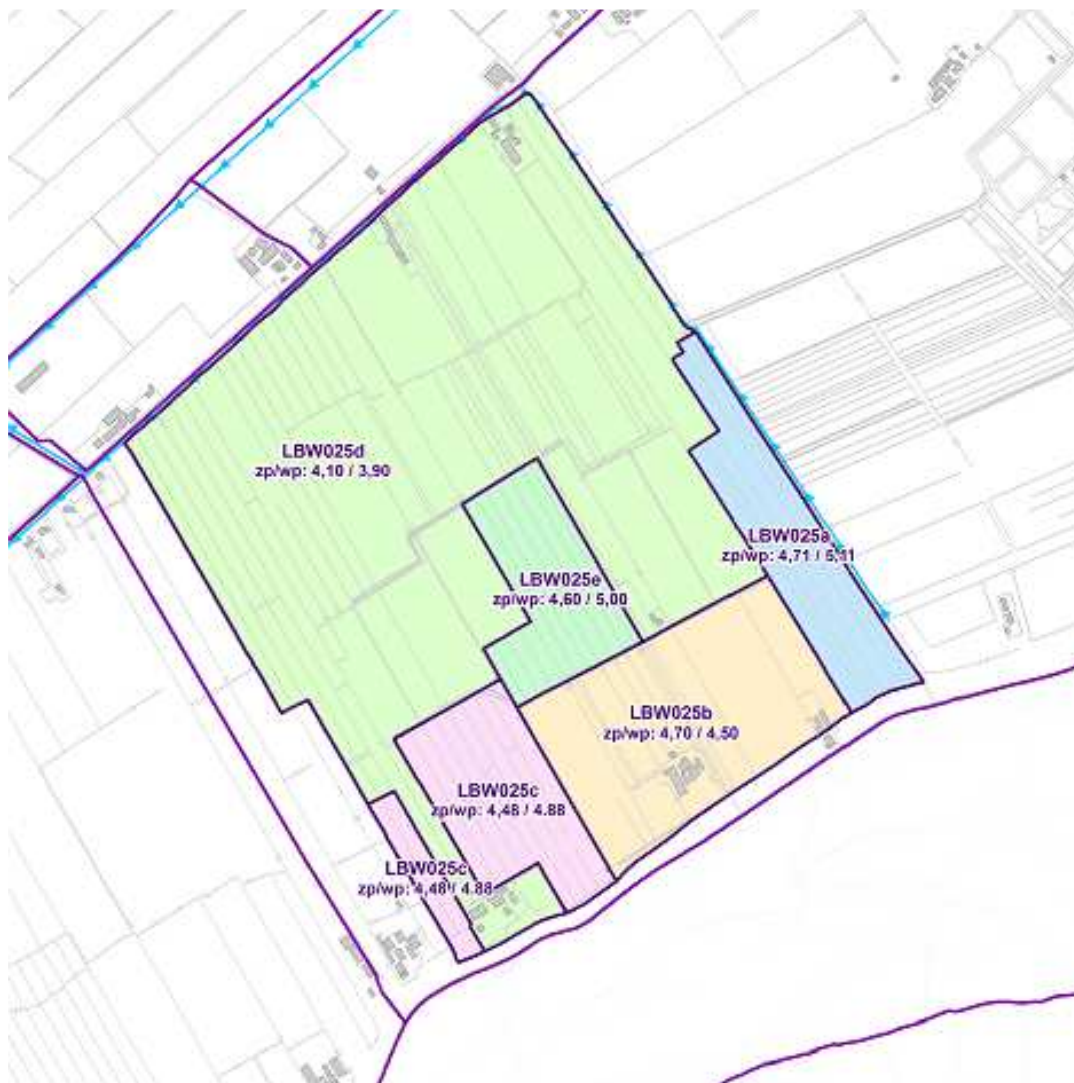 LBW025d
zp/wp: 4,10 / 3,90
LBW025a
zp/wp: 4,71 / 5,11
LBW025e
zp/wp: 4,60 / 5,00
LBW025b
zp/wp: 4,70 / 4,50
LBW025c
zp/wp: 4,48 / 4.88
LBW025c
zp/wp: 4,48 / 4.88